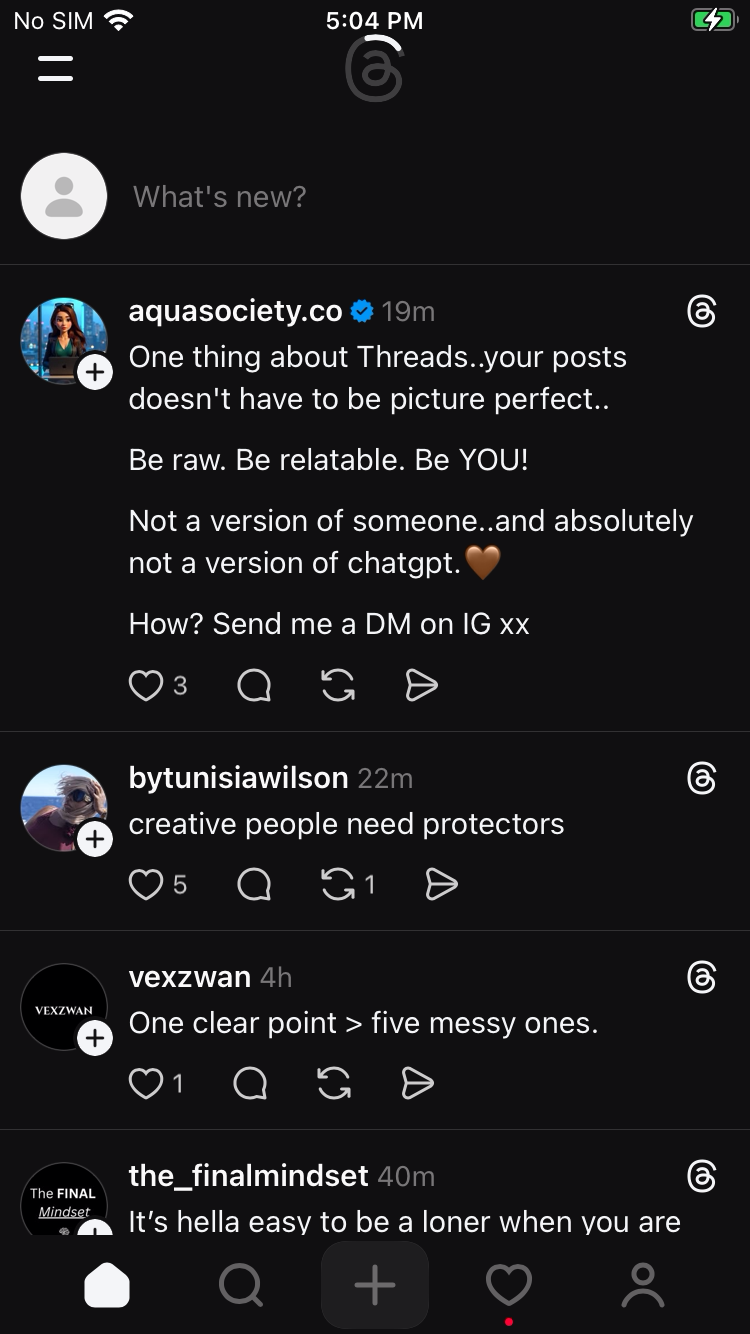 No SIM 5:04 PM
What's new?
aquasociety.co 19m
One thing about Threads..your posts
doesn't have to be picture perfect..
Be raw. Be relatable. Be YOU!
Not a version of someone..and absolutely
not a version of chatgpt.🤎
How? Send me a DM on IG xx
3
bytunisiawilson 22m
creative people need protectors
5 1
vexzwan 4h
VEXZWAN
One clear point > five messy ones.
1
the_finalmindset 40m
The FINAL
Mindset
It’s hella easy to be a loner when you are